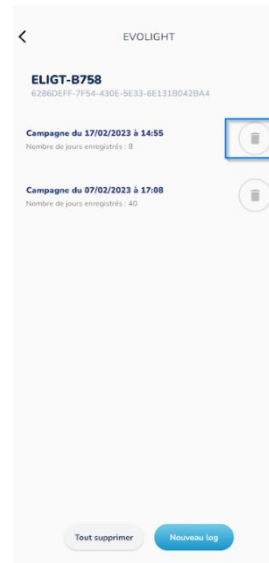 EVOLIGHT
ELIGT-B758
6286DEFF-7F54-430E-5E33-6E131B042BA4
Campagne du 17/02/2023 à 14:55
Nombre de jours enregistrés : 8
Campagne du 07/02/2023 à 17:08
Nombre de jours enregistrés : 40
Tout supprimer
Nouveau log